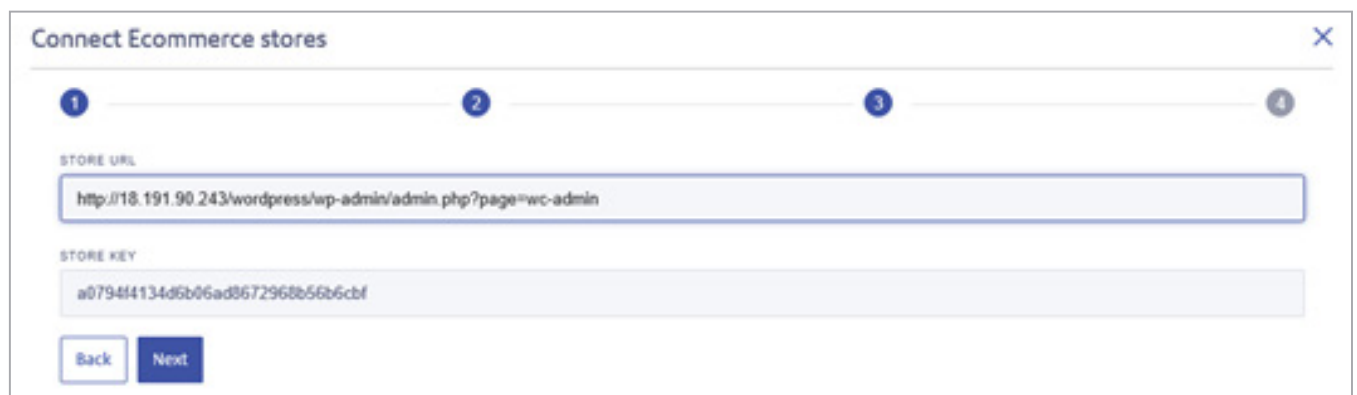 Connect Ecommerce stores
1 2 3 4
STORE URL
http://18.191.90.243/wordpress/wp-admin/admin.php?page=wc-admin
STORE KEY
a0794f4134d6b06ad8672968b56b6cbf
Back Next